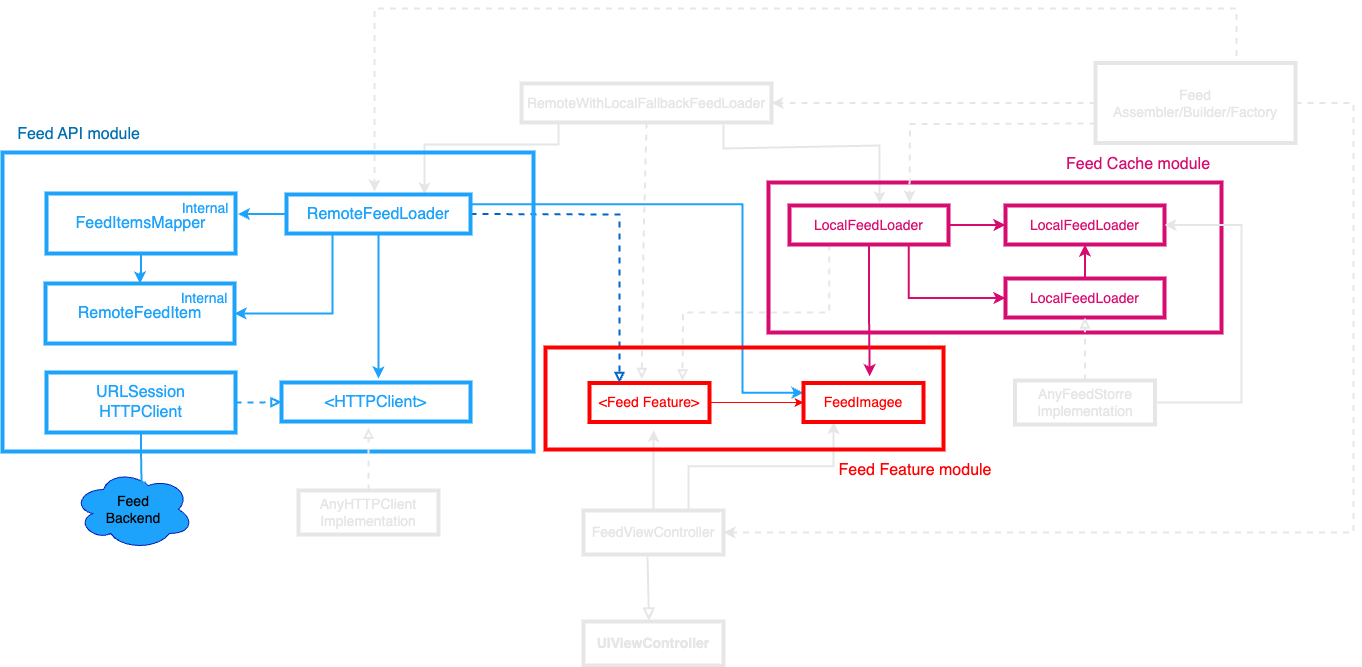 Feed
Assembler/Builder/Factory
RemoteWithLocalFallbackFeedLoader
Feed API module
Feed Cache module
Internal
FeedItemsMapper
RemoteFeedLoader
LocalFeedLoader
LocalFeedLoader
Internal
RemoteFeedItem
LocalFeedLoader
URLSession
HTTPClient
<HTTPClient>
<Feed Feature>
FeedImagee
AnyFeedStorre
Implementation
Feed Feature module
Feed
Backend
AnyHTTPClient
Implementation
FeedViewController
UIViewController